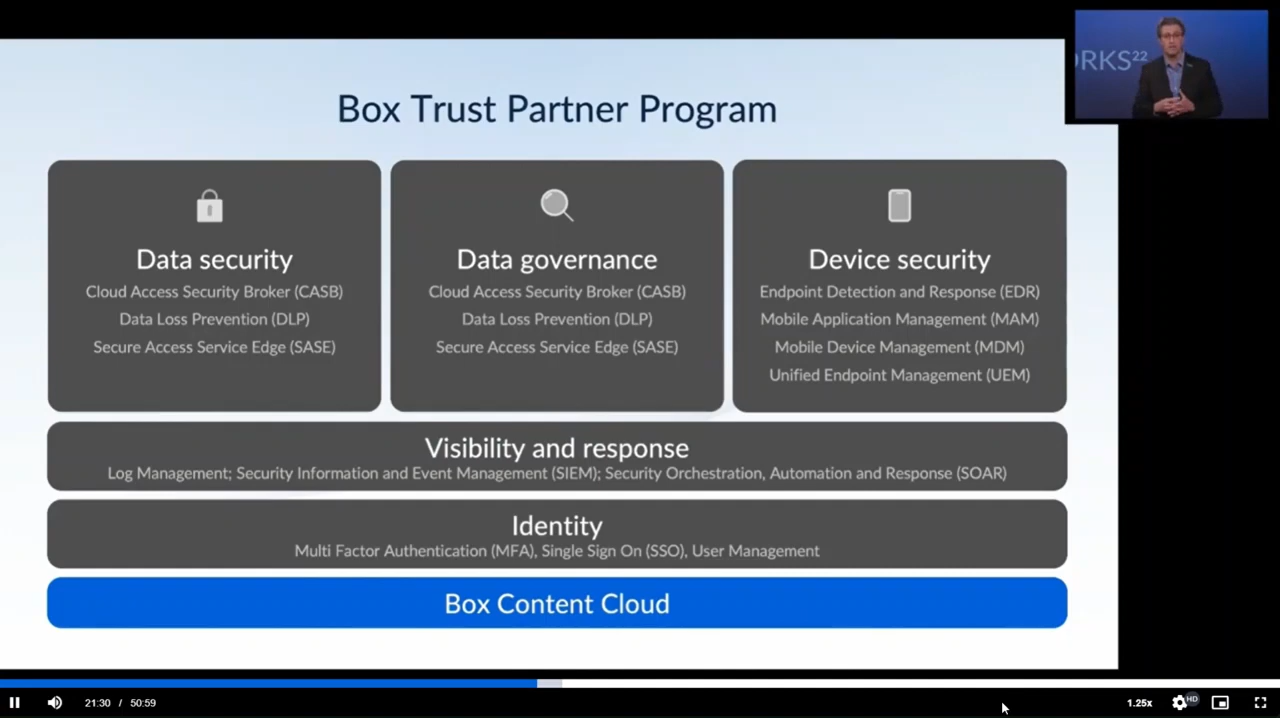 ORKS22
Box Trust Partner Program
Data security
Cloud Access Security Broker (CASB)
Data Loss Prevention (DLP)
Secure Access Service Edge (SASE)
Data governance
Cloud Access Security Broker (CASB)
Data Loss Prevention (DLP)
Secure Access Service Edge (SASE)
Device security
Endpoint Detection and Response (EDR)
Mobile Application Management (MAM)
Mobile Device Management (MDM)
Unified Endpoint Management (UEM)
Visibility and response
Log Management; Security Information and Event Management (SIEM); Security Orchestration, Automation and Response (SOAR)
Identity
Multi Factor Authentication (MFA), Single Sign On (SSO), User Management
Box Content Cloud
21:30 / 50:59
1.25x
HD